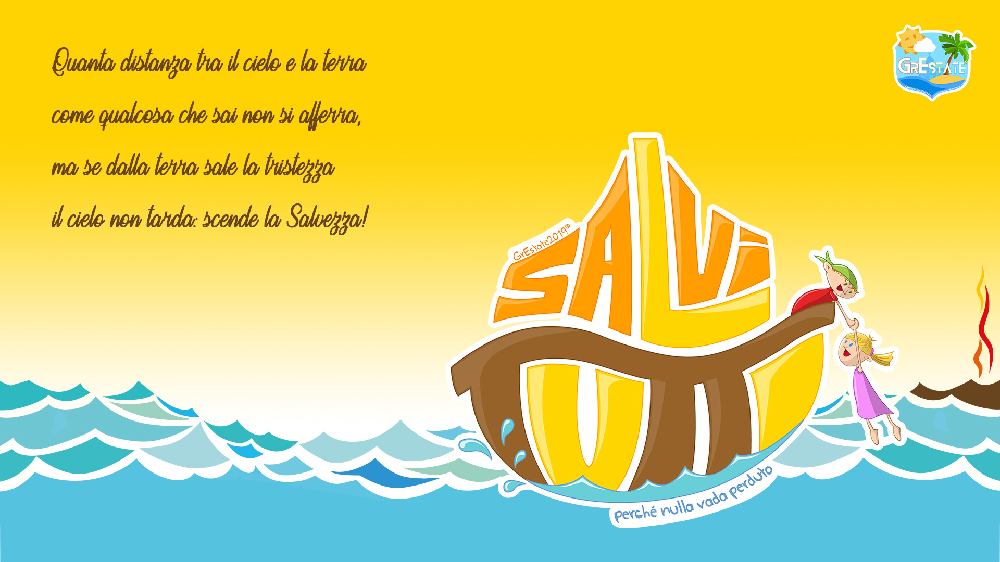 Quanta distanza tra il cielo e la terra
come qualcosa che sai non si afferra,
ma se dalla terra sale la tristezza
il cielo non tarda: scende la Salvezza!
GrEstate
GrEstate2019©
SALVi
TUTTI
perché nulla vada perduto